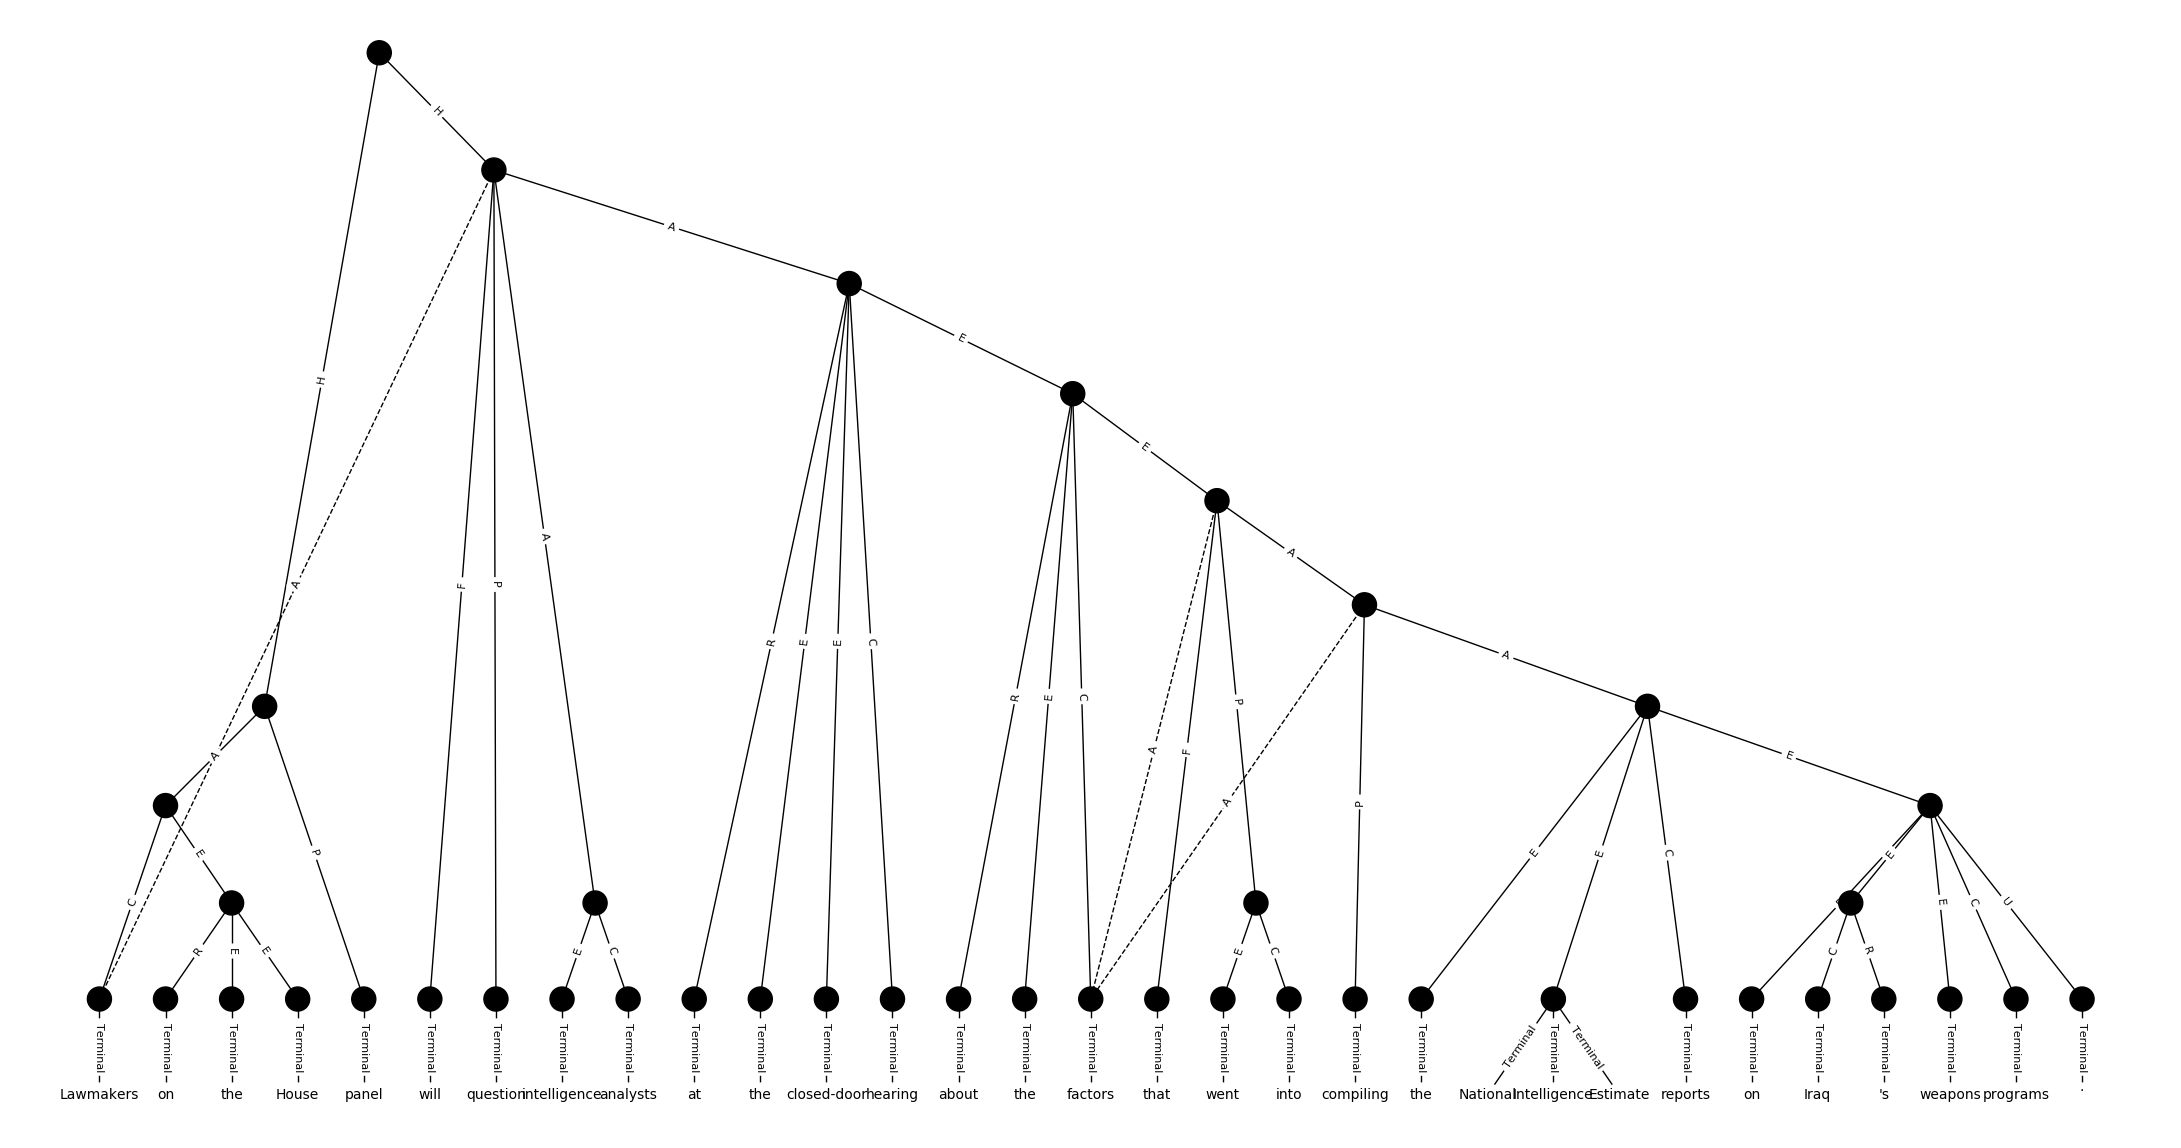 H
A
E
H
E
A
A
F
P
A
R
E
E
C
R
E
C
P
A
A
F
A
P
E
A
E
P
E
E
C
E
C
E
C
E
C
U
R
E
E
E
C
E
C
C
R
Terminal Terminal Terminal Terminal Terminal Terminal Terminal Terminal Terminal Terminal Terminal Terminal Terminal Terminal Terminal Terminal Terminal Terminal Terminal Terminal Terminal Terminal Terminal Terminal Terminal Terminal Terminal Terminal Terminal Terminal Terminal
Lawmakers on the House panel will question intelligence analysts at the closed-door hearing about the factors that went into compiling the National Intelligence Estimate reports on Iraq 's weapons programs .